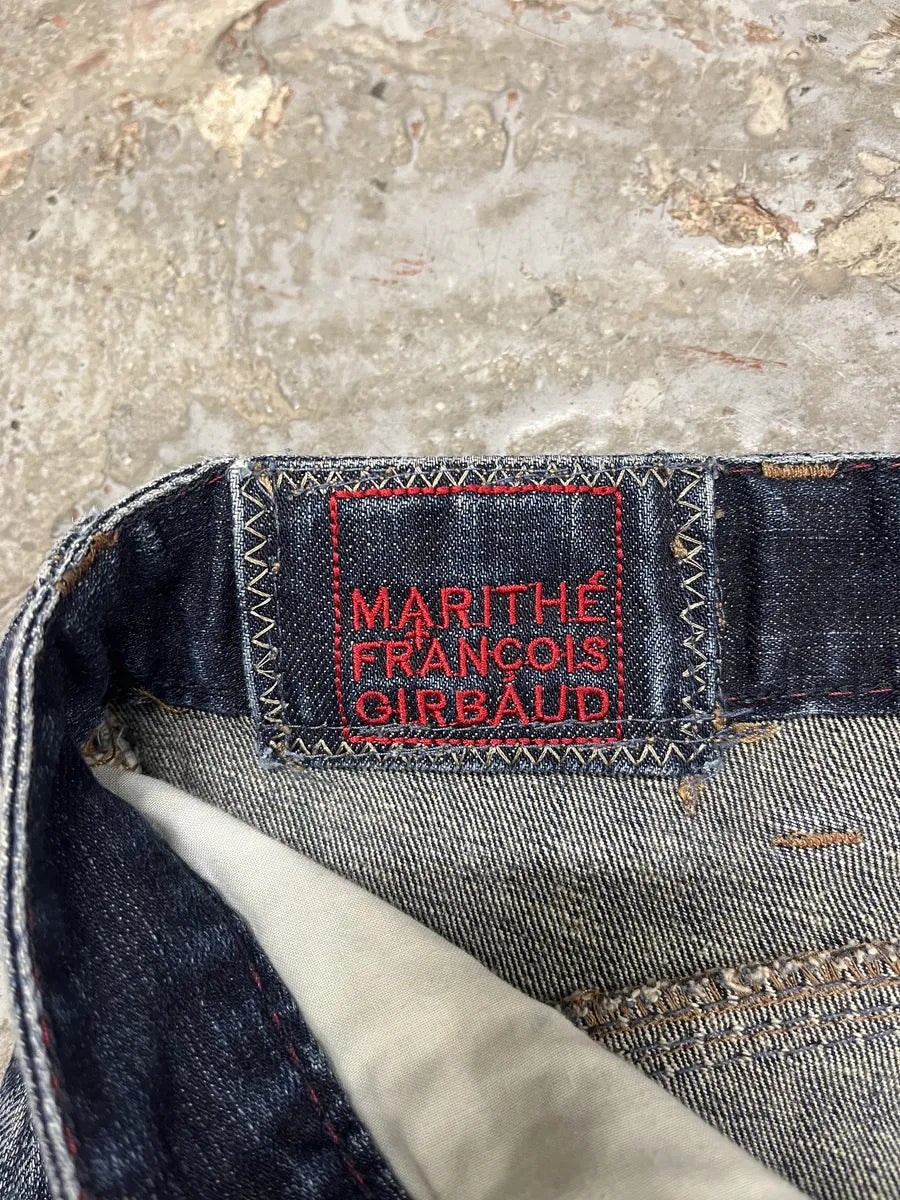 MARITHÉ
+
FRANÇOIS
GIRBAUD